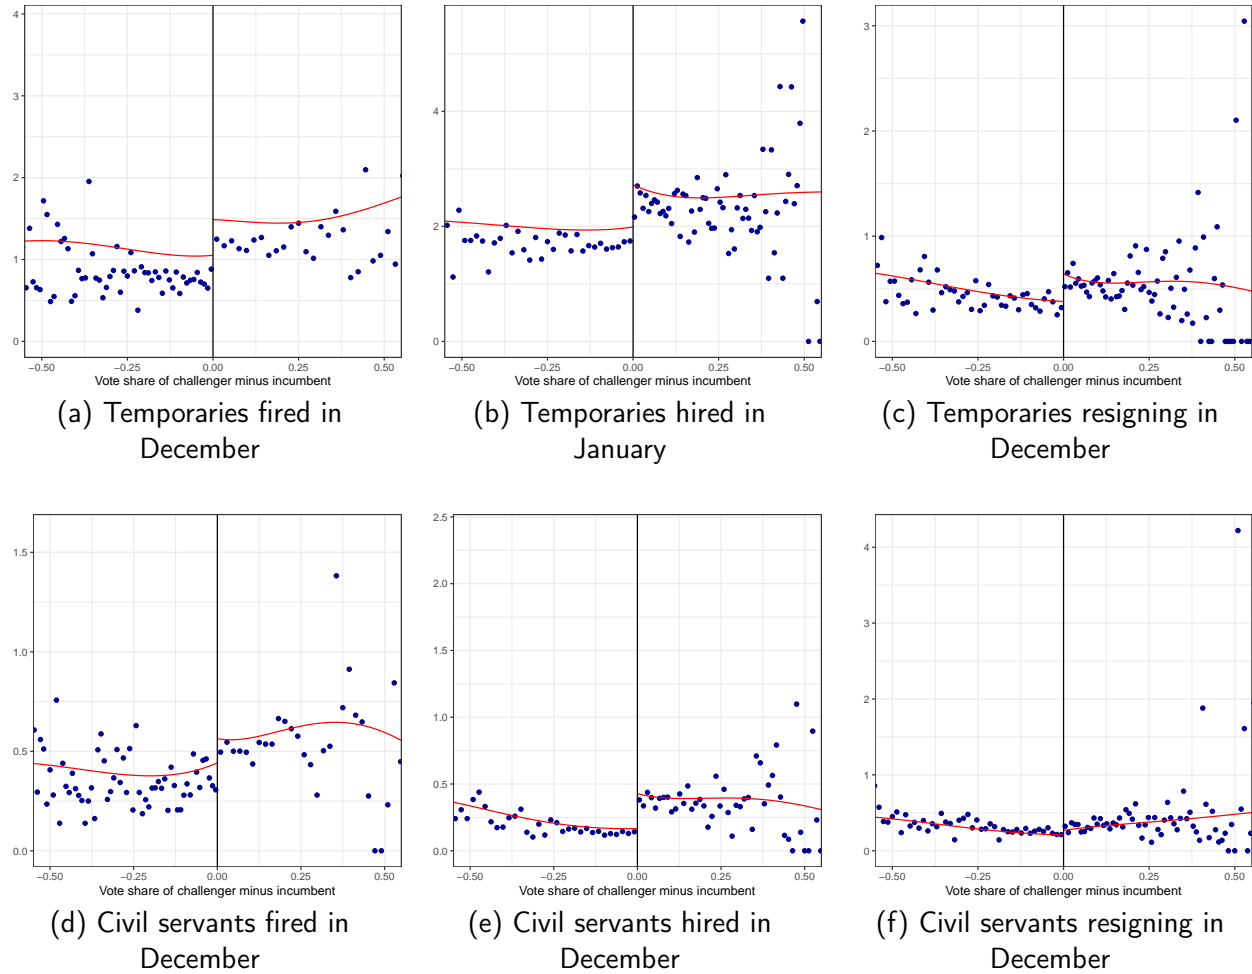 4
3
2
1
0
−0.50 −0.25 0.00 0.25 0.50
Vote share of challenger minus incumbent
(a) Temporaries fired in
December
4
2
0
−0.50 −0.25 0.00 0.25 0.50
Vote share of challenger minus incumbent
(b) Temporaries hired in
January
3
2
1
0
−0.50 −0.25 0.00 0.25 0.50
Vote share of challenger minus incumbent
(c) Temporaries resigning in
December
1.5
1.0
0.5
0.0
−0.50 −0.25 0.00 0.25 0.50
Vote share of challenger minus incumbent
(d) Civil servants fired in
December
2.5
2.0
1.5
1.0
0.5
0.0
−0.50 −0.25 0.00 0.25 0.50
Vote share of challenger minus incumbent
(e) Civil servants hired in
December
4
3
2
1
0
−0.50 −0.25 0.00 0.25 0.50
Vote share of challenger minus incumbent
(f) Civil servants resigning in
December